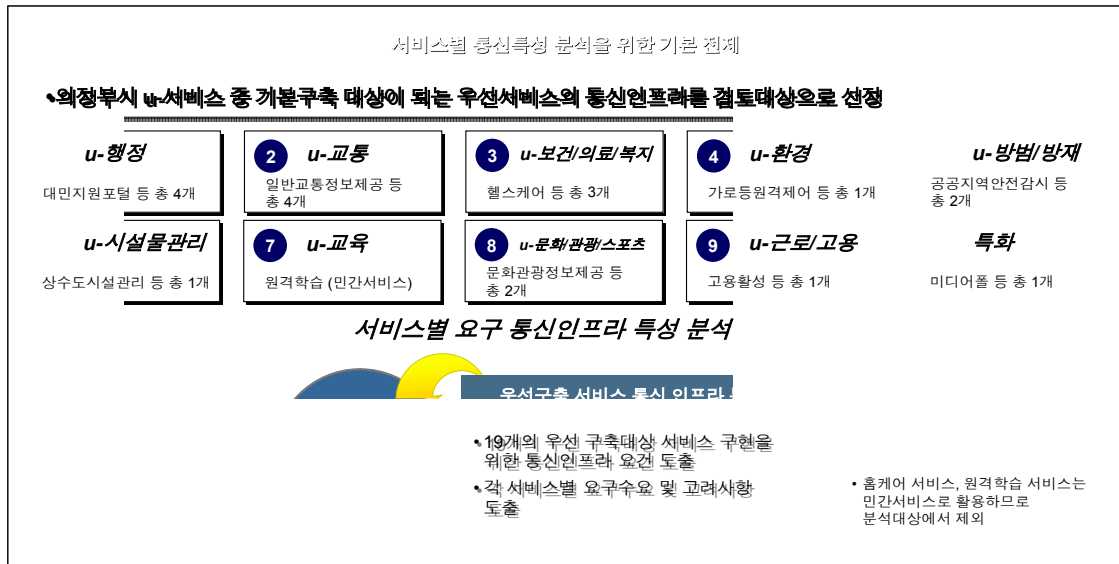 서비스별 통신특성 분석을 위한 기본 전제
•의정부시 u-서비스 중 기본구축 대상이 되는 우선서비스의 통신인프라를 검토대상으로 선정
u-행정
대민지원포털 등 총 4개
2 u-교통
일반교통정보제공 등
총 4개
3 u-보건/의료/복지
헬스케어 등 총 3개
4 u-환경
가로등원격제어 등 총 1개
u-방범/방재
공공지역안전감시 등
총 2개
u-시설물관리
상수도시설관리 등 총 1개
7 u-교육
원격학습 (민간서비스)
8 u-문화/관광/스포츠
문화관광정보제공 등
총 2개
9 u-근로/고용
고용활성 등 총 1개
특화
미디어폴 등 총 1개
서비스별 요구 통신인프라 특성 분석
우선구축 서비스 통신 인프라
• 19개의 우선 구축대상 서비스 구현을
위한 통신인프라 요건 도출
• 각 서비스별 요구수요 및 고려사항
도출
• 홈케어 서비스, 원격학습 서비스는
민간서비스로 활용하므로
분석대상에서 제외